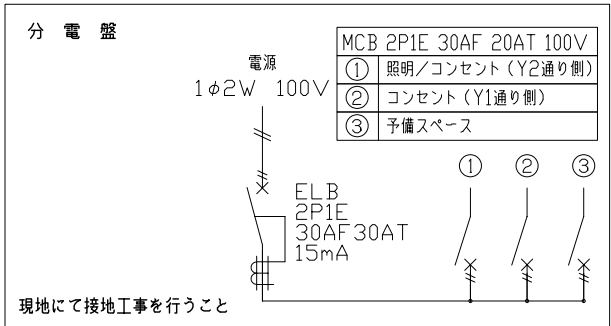 分 電 盤
電源
1φ2W 100V
MCB 2P1E 30AF 20AT 100V
① 照明/コンセント(Y2通り側)
② コンセント(Y1通り側)
③ 予備スペース
① ② ③
ELB
2P1E
30AF30AT
15mA
現地にて接地工事を行うこと